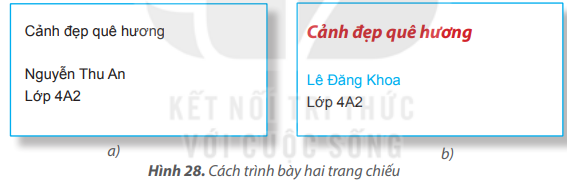 Cảnh đẹp quê hương
Nguyễn Thu An
Lớp 4A2
a)
Cảnh đẹp quê hương
Lê Đăng Khoa
Lớp 4A2
b)
KẾT NỐI TRI THỨC
VỚI CUỘC SỐNG
Hình 28. Cách trình bày hai trang chiếu